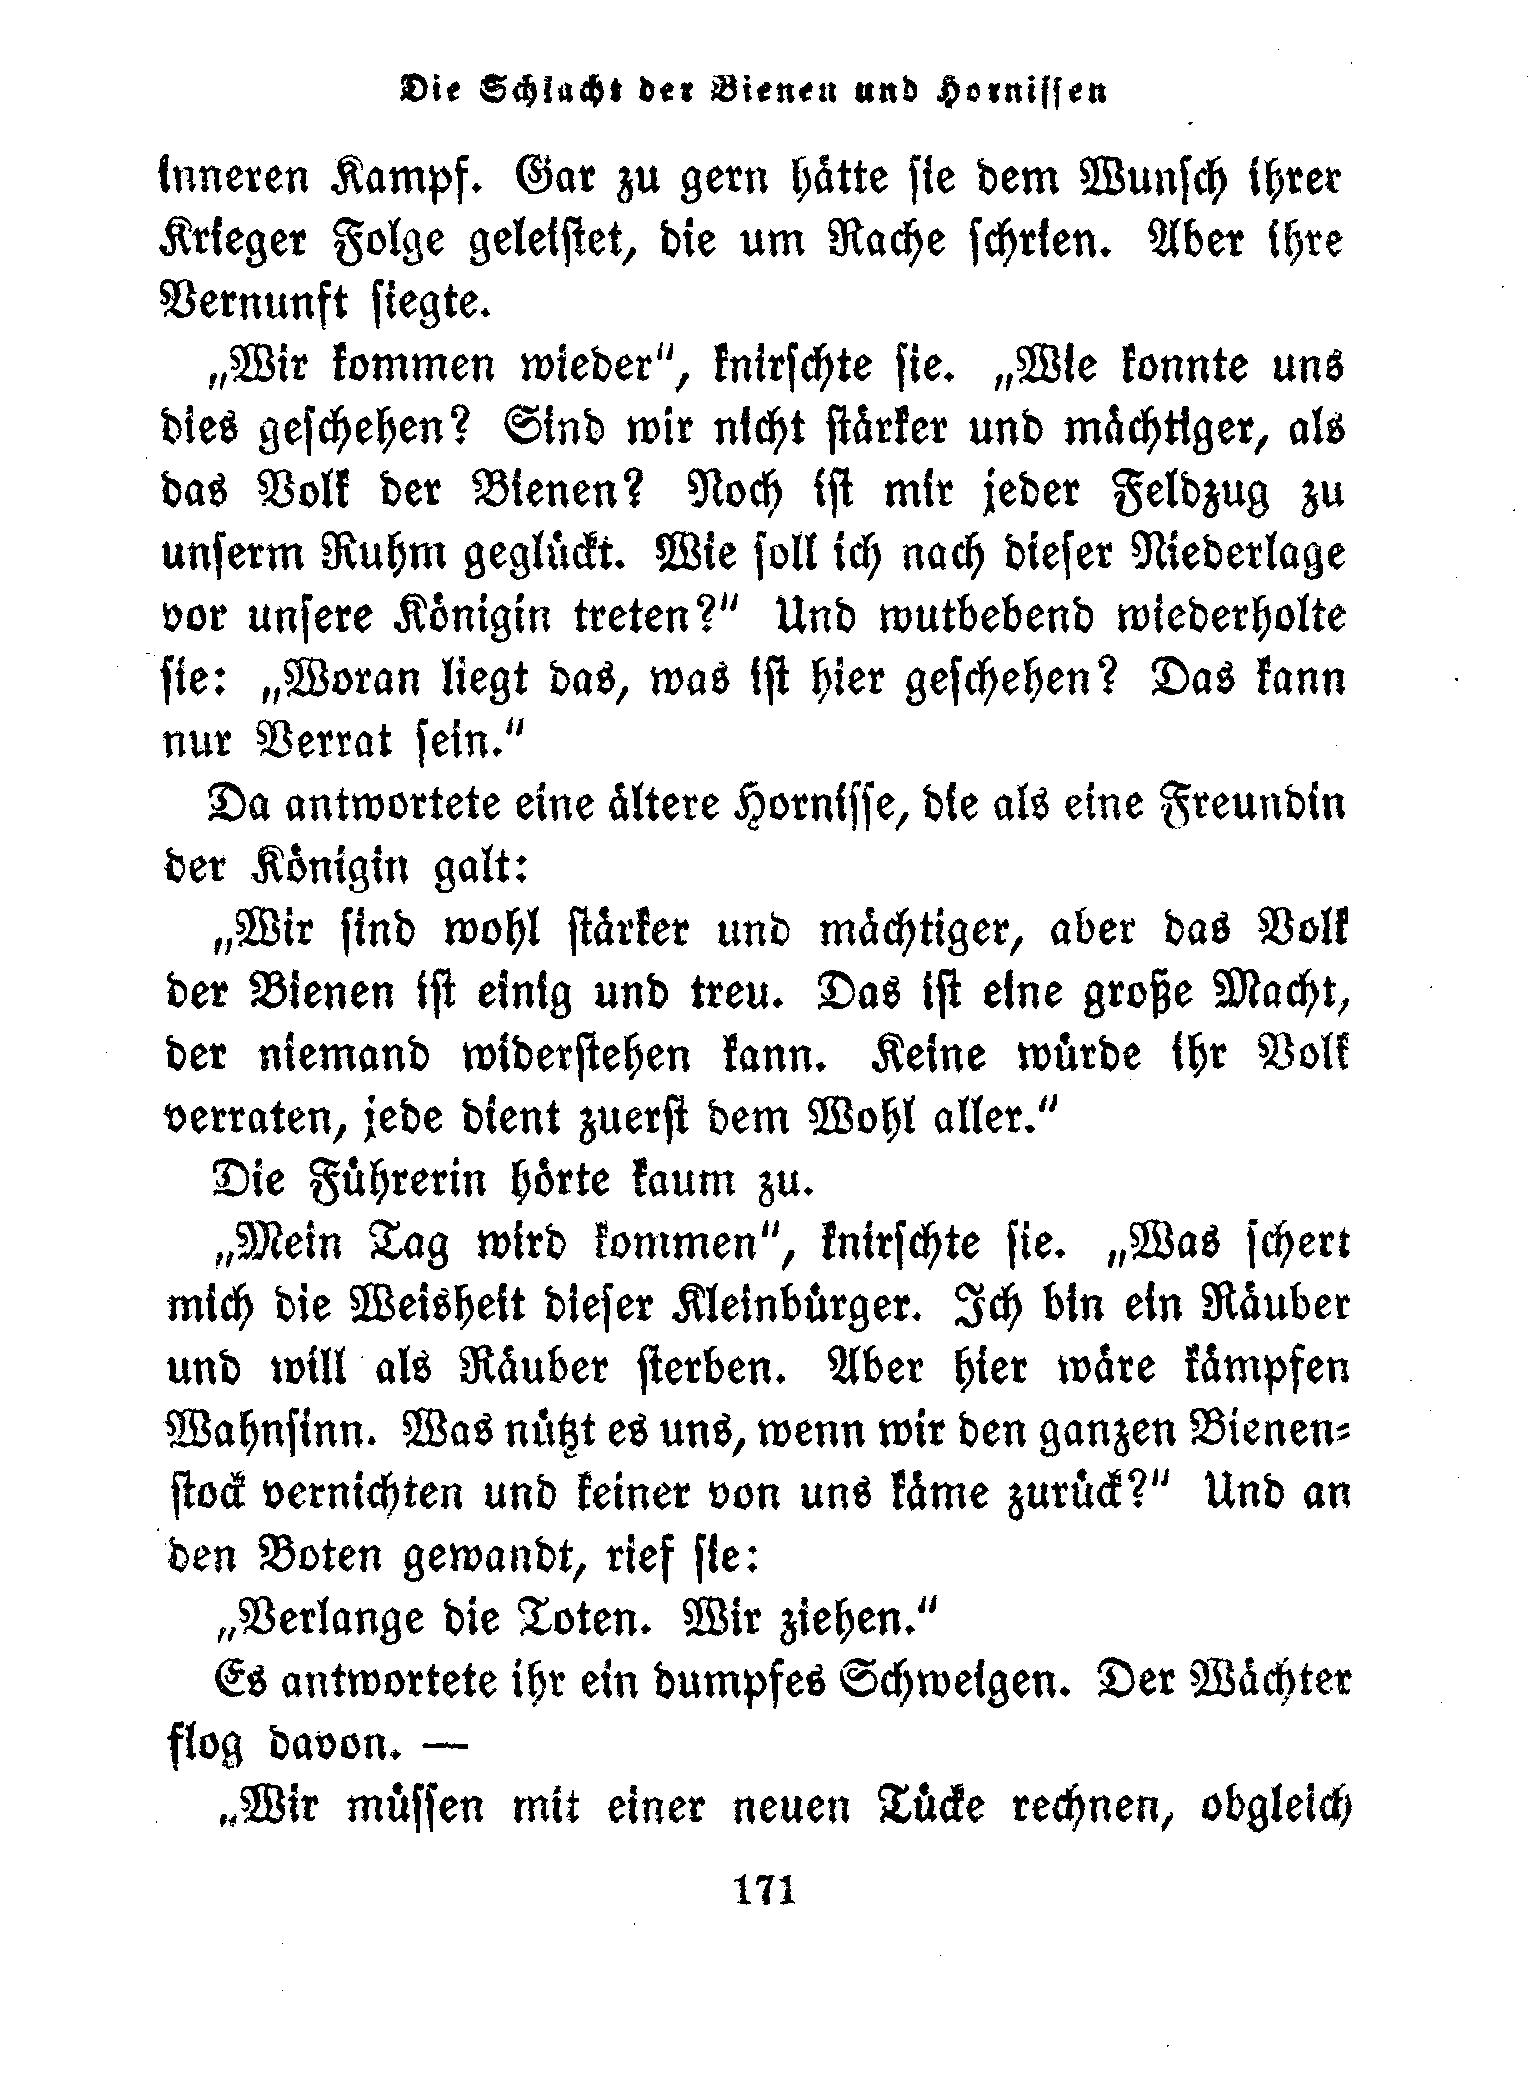 Die Schlacht der Bienen und Hornissen
inneren Kampf. Gar zu gern hätte sie dem Wunsch ihrer
Krieger Folge geleistet, die um Rache schrien. Aber ihre
Vernunft siegte.
„Wir kommen wieder“, knirschte sie. „Wie konnte uns
dies geschehen? Sind wir nicht stärker und mächtiger, als
das Volk der Bienen? Noch ist mir jeder Feldzug zu
unserm Ruhm geglückt. Wie soll ich nach dieser Niederlage
vor unsere Königin treten?“ Und wutbebend wiederholte
sie: „Woran liegt das, was ist hier geschehen? Das kann
nur Verrat sein.“
Da antwortete eine ältere Hornisse, die als eine Freundin
der Königin galt:
„Wir sind wohl stärker und mächtiger, aber das Volk
der Bienen ist einig und treu. Das ist eine große Macht,
der niemand widerstehen kann. Keine würde ihr Volk
verraten, jede dient zuerst dem Wohl aller.“
Die Führerin hörte kaum zu.
„Mein Tag wird kommen“, knirschte sie. „Was schert
mich die Weisheit dieser Kleinbürger. Ich bin ein Räuber
und will als Räuber sterben. Aber hier wäre kämpfen
Wahnsinn. Was nützt es uns, wenn wir den ganzen Bienen-
stock vernichten und keiner von uns käme zurück?“ Und an
den Boten gewandt, rief sie:
„Verlange die Toten. Wir ziehen.“
Es antwortete ihr ein dumpfes Schweigen. Der Wächter
flog davon. —
„Wir müssen mit einer neuen Tücke rechnen, obgleich
171